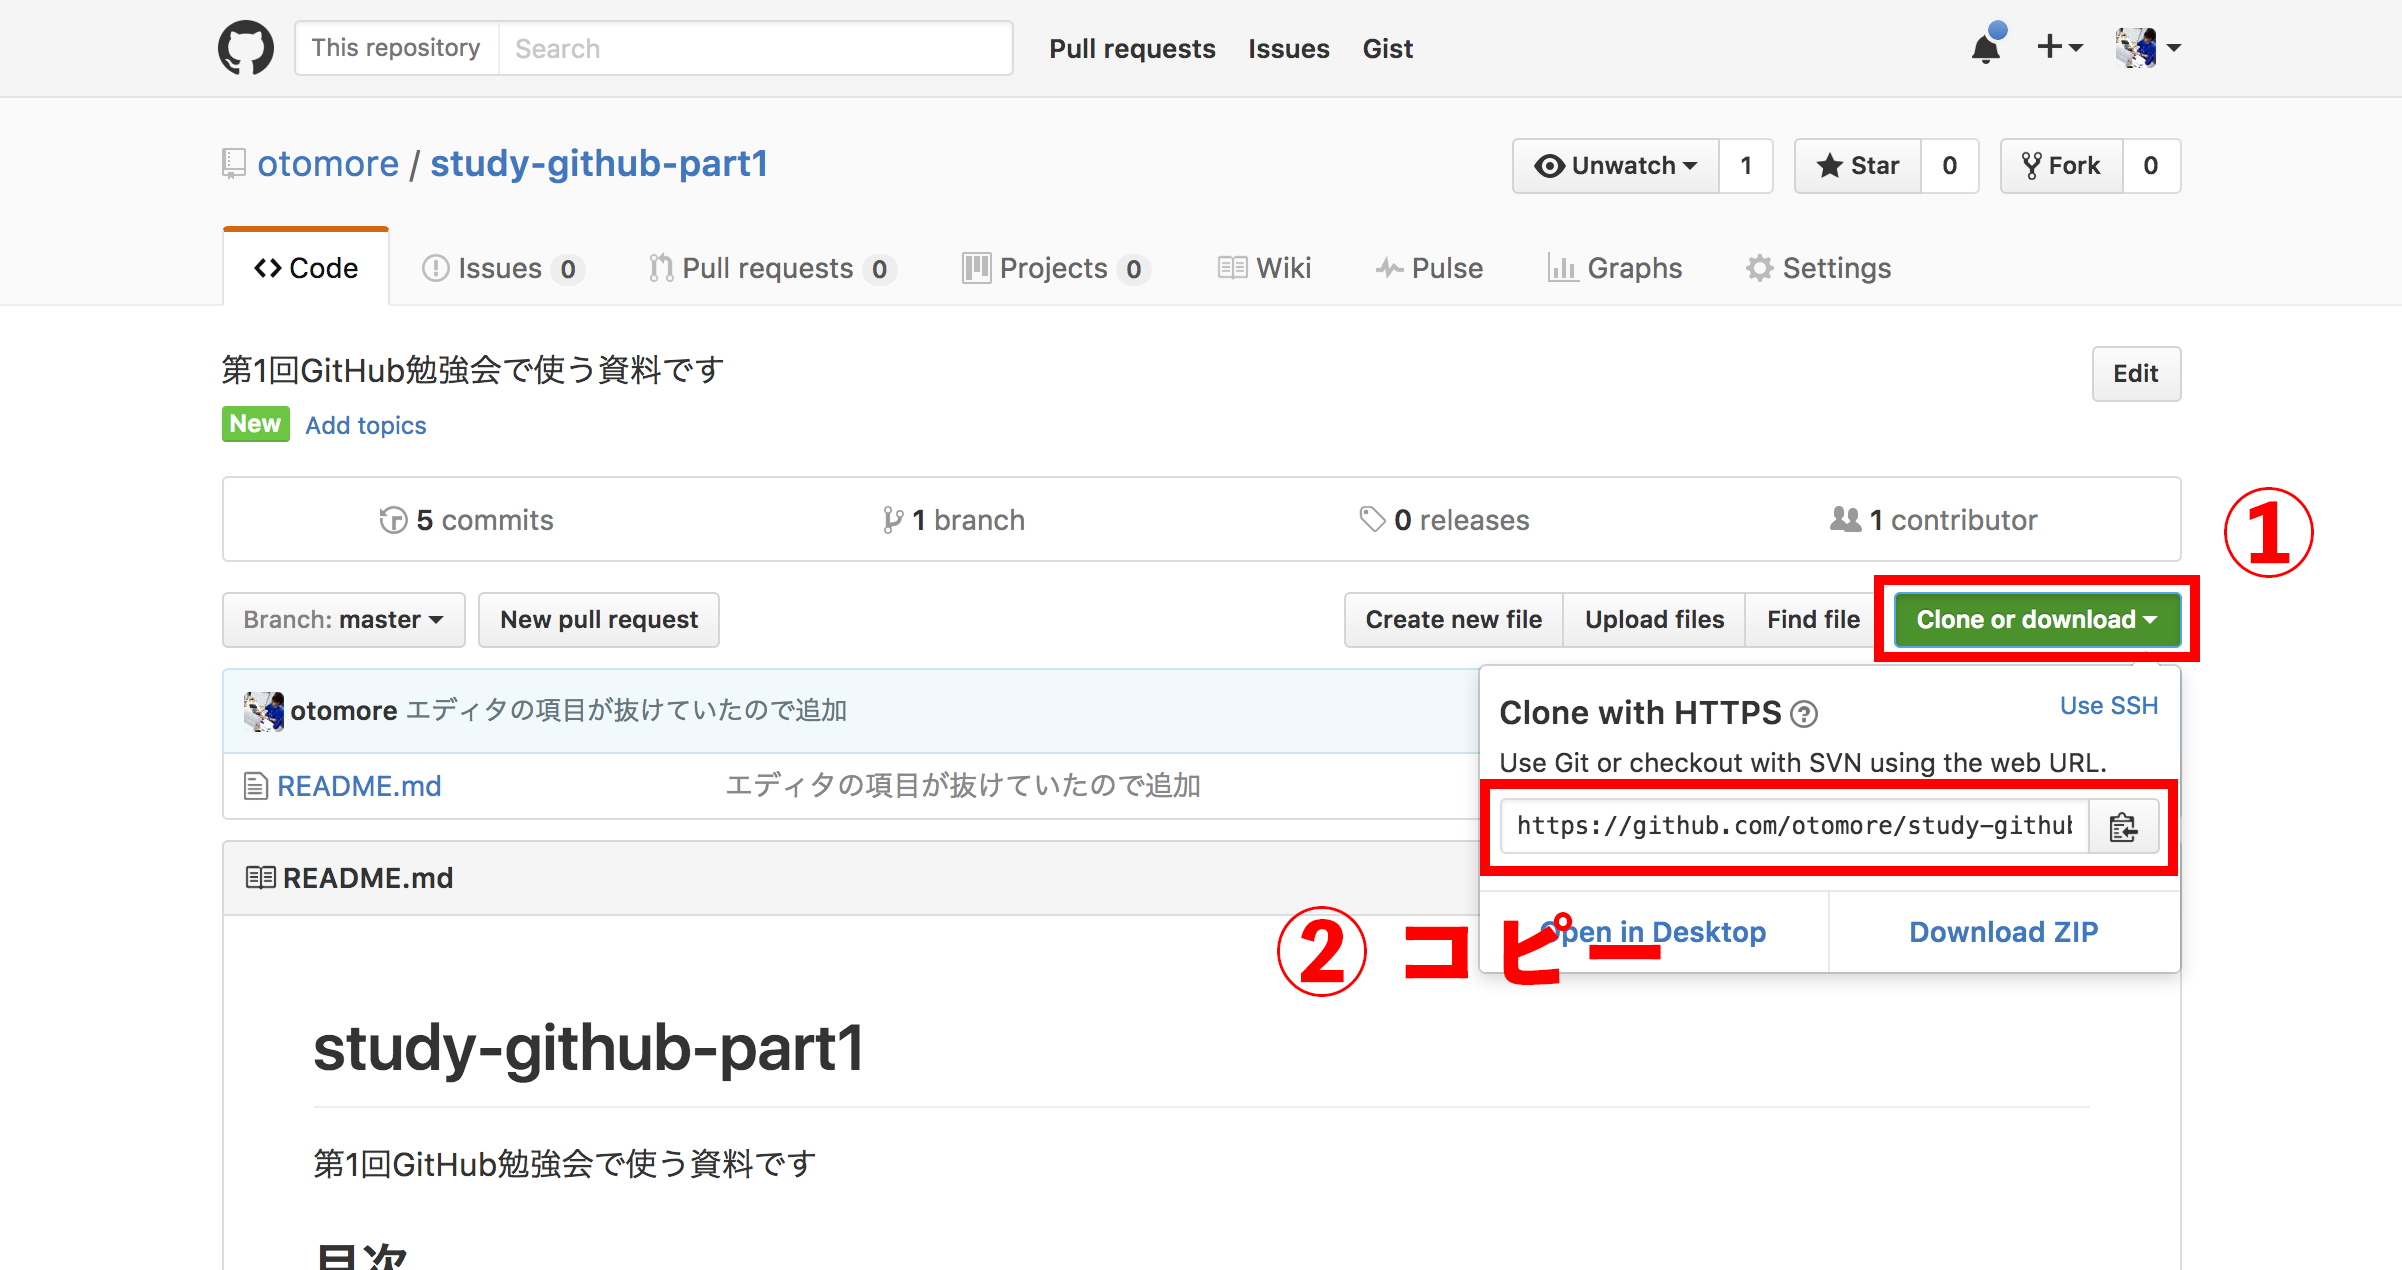 This repository Search Pull requests Issues Gist
otomore / study-github-part1 Unwatch 1 Star 0 Fork 0
Code Issues 0 Pull requests 0 Projects 0 Wiki Pulse Graphs Settings
第1回GitHub勉強会で使う資料です Edit
New Add topics
5 commits 1 branch 0 releases 1 contributor
①
Branch: master New pull request Create new file Upload files Find file Clone or download
otomore エディタの項目が抜けていたので追加
Clone with HTTPS ? Use SSH
Use Git or checkout with SVN using the web URL.
README.md エディタの項目が抜けていたので追加
https://github.com/otomore/study-github
README.md
② コピー
Open in Desktop Download ZIP
study-github-part1
第1回GitHub勉強会で使う資料です
目次